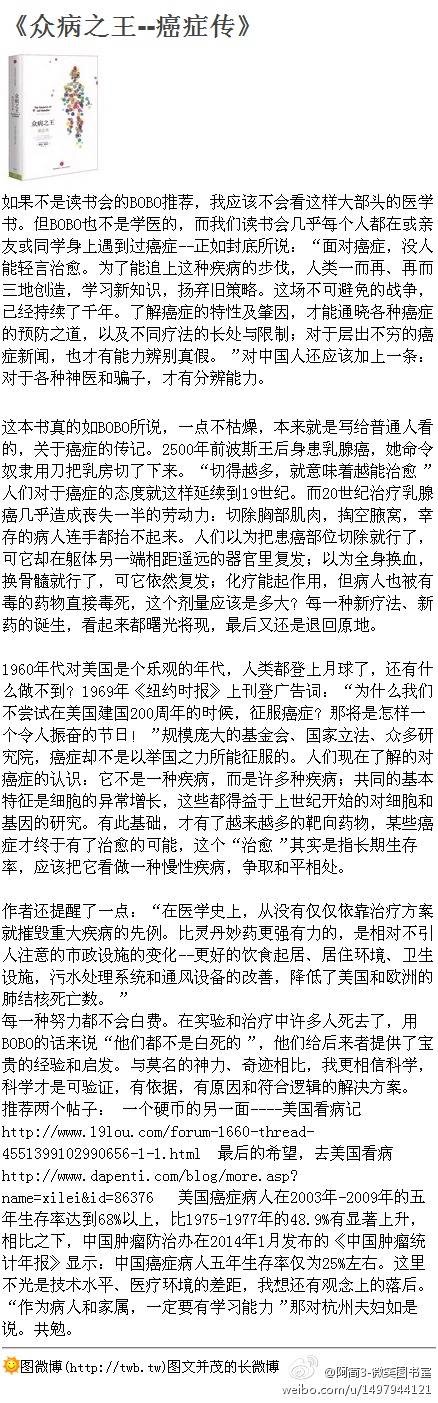 《众病之王--癌症传》
众病之王
如果不是读书会的BOBO推荐，我应该不会看这样大部头的医学
书。但BOBO也不是学医的，而我们读书会几乎每个人都在或亲
友或同学身上遇到过癌症--正如封底所说：“面对癌症，没人
能轻言治愈。为了能追上这种疾病的步伐，人类一而再、再而
三地创造，学习新知识，扬弃旧策略。这场不可避免的战争，
已经持续了千年。了解癌症的特性及肇因，才能通晓各种癌症
的预防之道，以及不同疗法的长处与限制；对于层出不穷的癌
症新闻，也才有能力辨别真假。”对中国人还应该加上一条：
对于各种神医和骗子，才有分辨能力。
这本书真的如BOBO所说，一点不枯燥，本来就是写给普通人看
的，关于癌症的传记。2500年前波斯王后身患乳腺癌，她命令
奴隶用刀把乳房切了下来。“切得越多，就意味着越能治愈”
人们对于癌症的态度就这样延续到19世纪。而20世纪治疗乳腺
癌几乎造成丧失一半的劳动力：切除胸部肌肉，掏空腋窝，幸
存的病人连手都抬不起来。人们以为把患癌部位切除就行了，
可它却在躯体另一端相距遥远的器官里复发；以为全身换血，
换骨髓就行了，可它依然复发；化疗能起作用，但病人也被有
毒的药物直接毒死，这个剂量应该是多大？每一种新疗法、新
药的诞生，看起来都曙光将现，最后又还是退回原地。
1960年代对美国是个乐观的年代，人类都登上月球了，还有什
么做不到？1969年《纽约时报》上刊登广告词：“为什么我们
不尝试在美国建国200周年的时候，征服癌症？那将是怎样一
个令人振奋的节日！”规模庞大的基金会、国家立法、众多研
究院，癌症却不是以举国之力所能征服的。人们现在了解的对
癌症的认识：它不是一种疾病，而是许多种疾病；共同的基本
特征是细胞的异常增长，这些都得益于上世纪开始的对细胞和
基因的研究。有此基础，才有了越来越多的靶向药物，某些癌
症才终于有了治愈的可能，这个“治愈”其实是指长期生存
率，应该把它看做一种慢性疾病，争取和平相处。
作者还提醒了一点：“在医学史上，从没有仅仅依靠治疗方案
就摧毁重大疾病的先例。比灵丹妙药更强有力的，是相对不引
人注意的市政设施的变化--更好的饮食起居、居住环境、卫生
设施，污水处理系统和通风设备的改善，降低了美国和欧洲的
肺结核死亡数。”
每一种努力都不会白费。在实验和治疗中许多人死去了，用
BOBO的话来说“他们都不是白死的”，他们给后来者提供了宝
贵的经验和启发。与莫名的神力、奇迹相比，我更相信科学，
科学才是可验证，有依据，有原因和符合逻辑的解决方案。
推荐两个帖子： 一个硬币的另一面----美国看病记
http://www.19lou.com/forum-1660-thread-
4551399102990656-1-1.html 最后的希望，去美国看病
http://www.dapenti.com/blog/more.asp?
name=xilei&id=86376 美国癌症病人在2003年-2009年的五
年生存率达到68%以上，比1975-1977年的48.9%有显著上升，
相比之下，中国肿瘤防治办在2014年1月发布的《中国肿瘤统
计年报》显示：中国癌症病人五年生存率仅为25%左右。这里
不光是技术水平、医疗环境的差距，我想还有观念上的落后。
“作为病人和家属，一定要有学习能力”那对杭州夫妇如是
说。共勉。
图微博(http://twb.tw)图文并茂的长微博
@阿简3-微笑图书室
weibo.com/u/1497944121